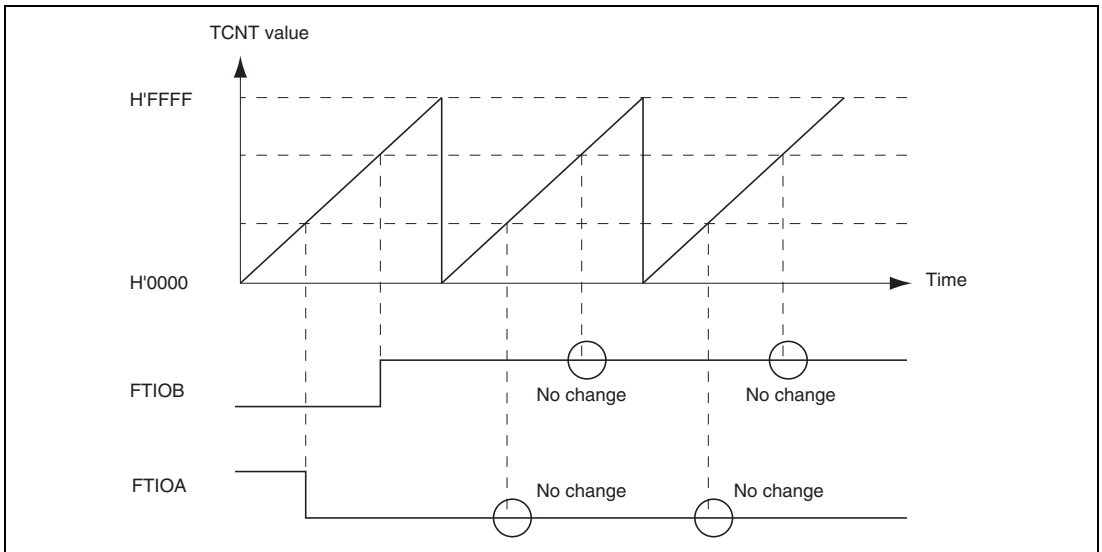 TCNT value
H'FFFF
H'0000
Time
FTIOB
No change
No change
FTIOA
No change
No change